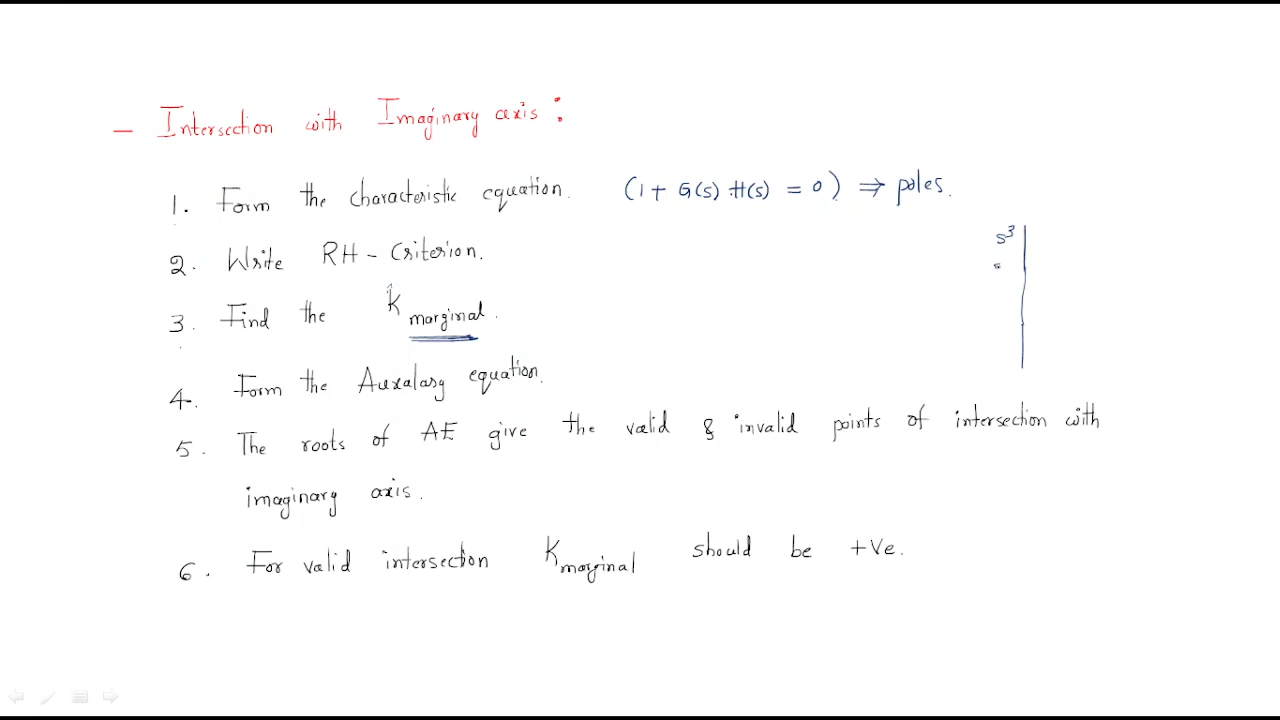 - Intersection with Imaginary axis :
1. Form the characteristic equation. (1 + G(s) H(s) = 0) ⇒ poles.
2. Write RH - Criterion.
s³
s
3. Find the K marginal.
4. Form the Auxalary equation.
5. The roots of AE give the valid & invalid points of intersection with
imaginary axis.
6. For valid intersection K marginal should be +Ve.